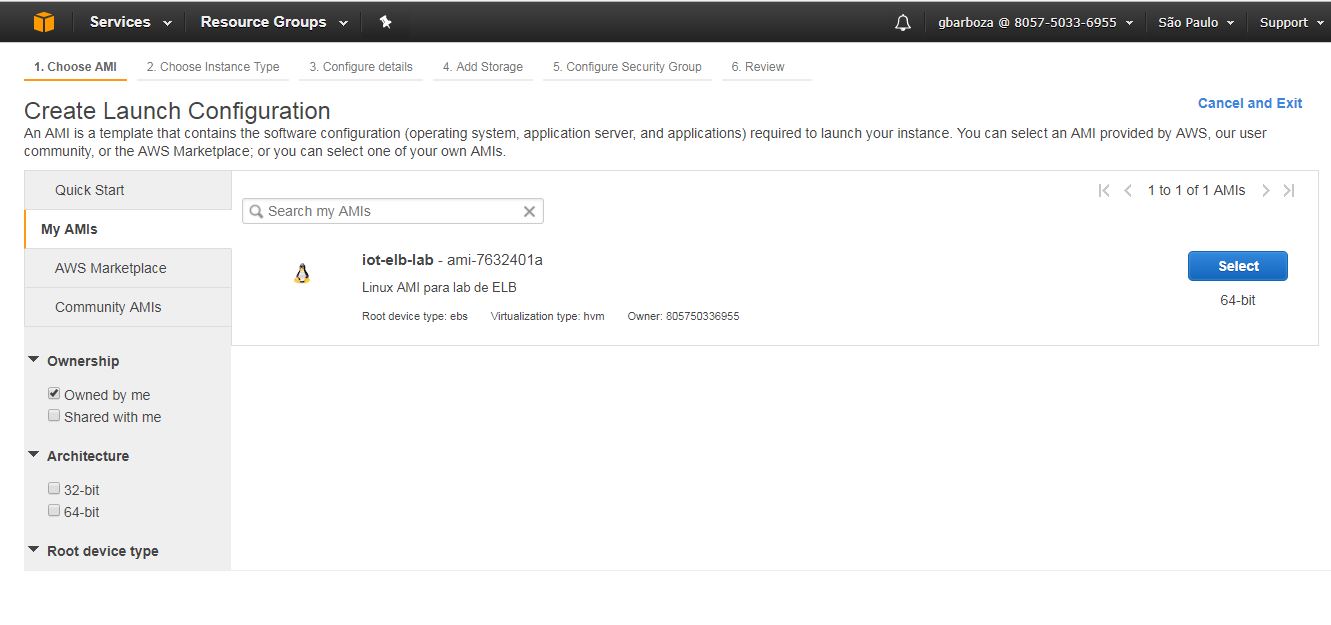 Services Resource Groups gbarboza @ 8057-5033-6955 São Paulo Support
1. Choose AMI 2. Choose Instance Type 3. Configure details 4. Add Storage 5. Configure Security Group 6. Review
Create Launch Configuration
Cancel and Exit
An AMI is a template that contains the software configuration (operating system, application server, and applications) required to launch your instance. You can select an AMI provided by AWS, our user
community, or the AWS Marketplace; or you can select one of your own AMIs.
Quick Start
My AMIs
AWS Marketplace
Community AMIs
Ownership
Owned by me
Shared with me
Architecture
32-bit
64-bit
Root device type
1 to 1 of 1 AMIs
Search my AMIs
iot-elb-lab - ami-7632401a
Linux AMI para lab de ELB
Root device type: ebs Virtualization type: hvm Owner: 805750336955
Select
64-bit